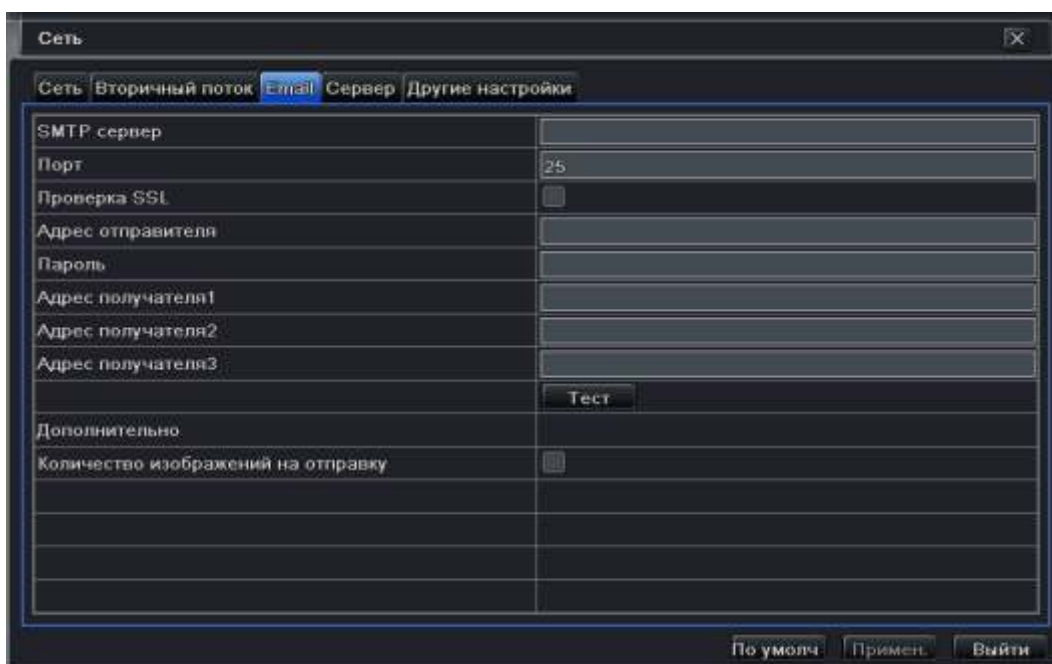 Сеть
Сеть Вторичный поток Email Сервер Другие настройки
SMTP сервер
Порт 25
Проверка SSL
Адрес отправителя
Пароль
Адрес получателя1
Адрес получателя2
Адрес получателя3
Тест
Дополнительно
Количество изображений на отправку
По умолч Примен. Выйти